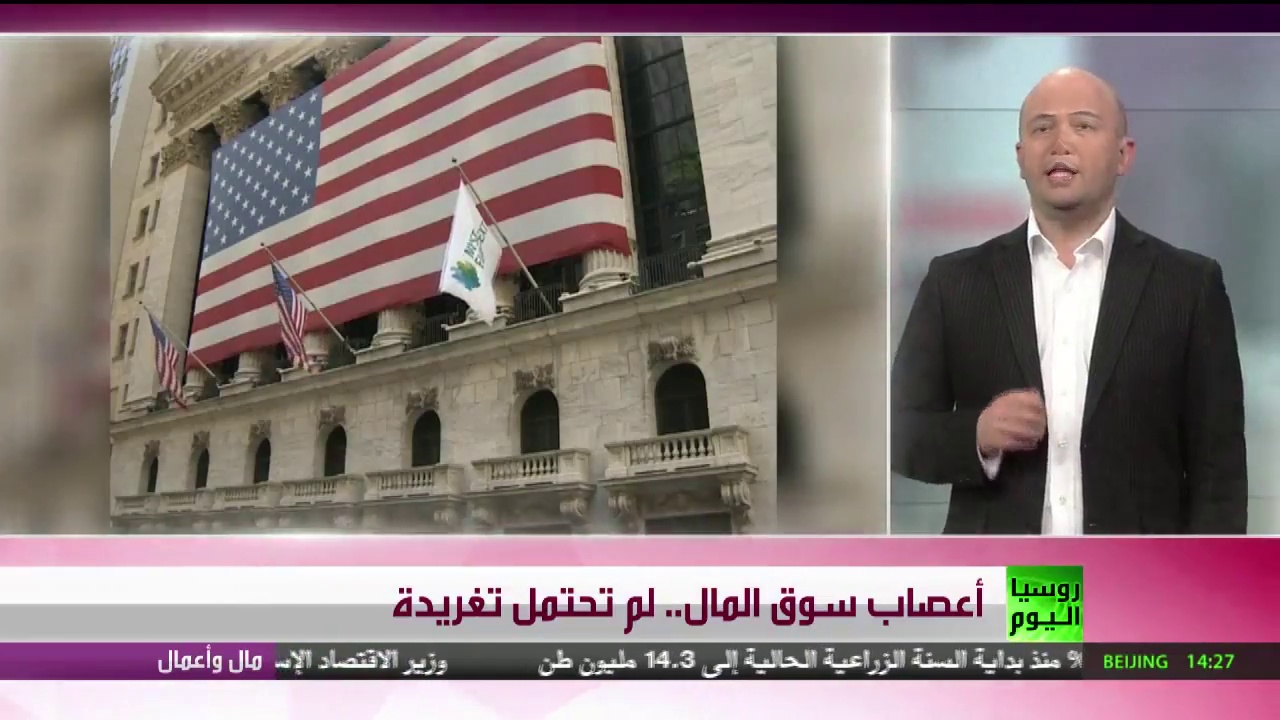 روسيا
اليوم
أعصاب سوق المال.. لم تحتمل تغريدة
% منذ بداية السنة الزراعية الحالية إلى 14.3 مليون طن
وزير الاقتصاد
مال وأعمال
BEIJING 14:27